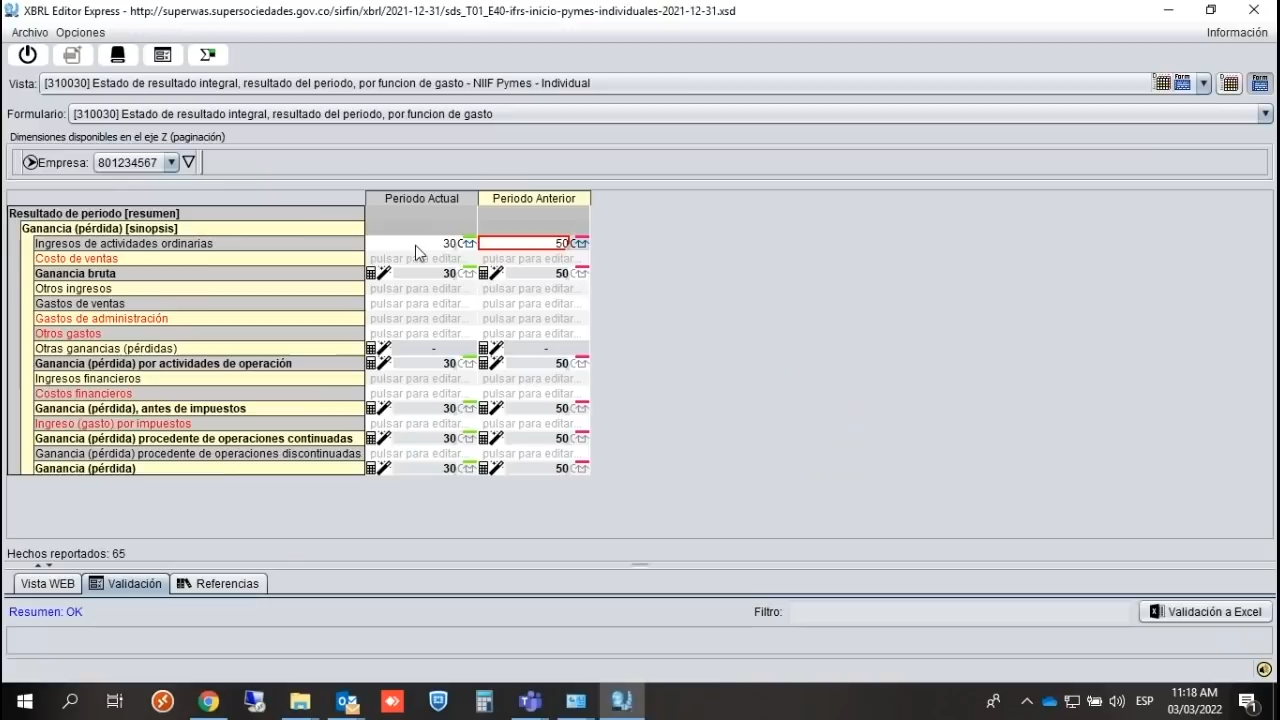 XBRL Editor Express - http://superwas.supersociedades.gov.co/sirfin/xbrl/2021-12-31/sds_T01_E40-ifrs-inicio-pymes-individuales-2021-12-31.xsd
Archivo Opciones Información
Vista: [310030] Estado de resultado integral, resultado del periodo, por funcion de gasto - NIIF Pymes - Individual
Formulario: [310030] Estado de resultado integral, resultado del periodo, por funcion de gasto
Dimensiones disponibles en el eje Z (paginación)
Empresa: 801234567
Periodo Actual Periodo Anterior
Resultado de periodo [resumen]
Ganancia (pérdida) [sinopsis]
Ingresos de actividades ordinarias 30 50
Costo de ventas pulsar para editar... pulsar para editar...
Ganancia bruta 30 50
Otros ingresos pulsar para editar... pulsar para editar...
Gastos de ventas pulsar para editar... pulsar para editar...
Gastos de administración pulsar para editar... pulsar para editar...
Otros gastos pulsar para editar... pulsar para editar...
Otras ganancias (pérdidas) - -
Ganancia (pérdida) por actividades de operación 30 50
Ingresos financieros pulsar para editar... pulsar para editar...
Costos financieros pulsar para editar... pulsar para editar...
Ganancia (pérdida), antes de impuestos 30 50
Ingreso (gasto) por impuestos pulsar para editar... pulsar para editar...
Ganancia (pérdida) procedente de operaciones continuadas 30 50
Ganancia (pérdida) procedente de operaciones discontinuadas pulsar para editar... pulsar para editar...
Ganancia (pérdida) 30 50
Hechos reportados: 65
Vista WEB Validación Referencias
Resumen: OK Filtro: Validación a Excel
ESP 11:18 AM
03/03/2022